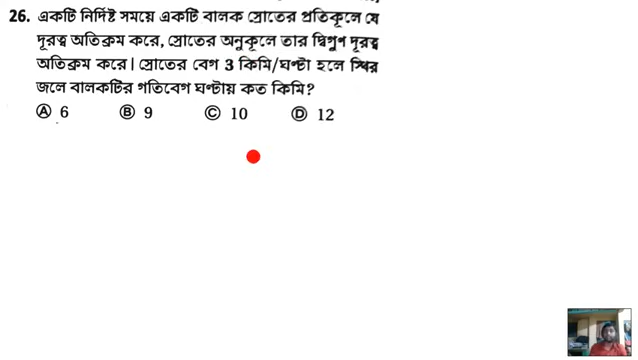 26. একটি নির্দিষ্ট সময়ে একটি বালক স্রোতের প্রতিকূলে যে
দূরত্ব অতিক্রম করে, স্রোতের অনুকূলে তার দ্বিগুণ দূরত্ব
অতিক্রম করে। স্রোতের বেগ 3 কিমি/ঘণ্টা হলে স্থির
জলে বালকটির গতিবেগ ঘণ্টায় কত কিমি?
Ⓐ 6 Ⓑ 9 Ⓒ 10 Ⓓ 12